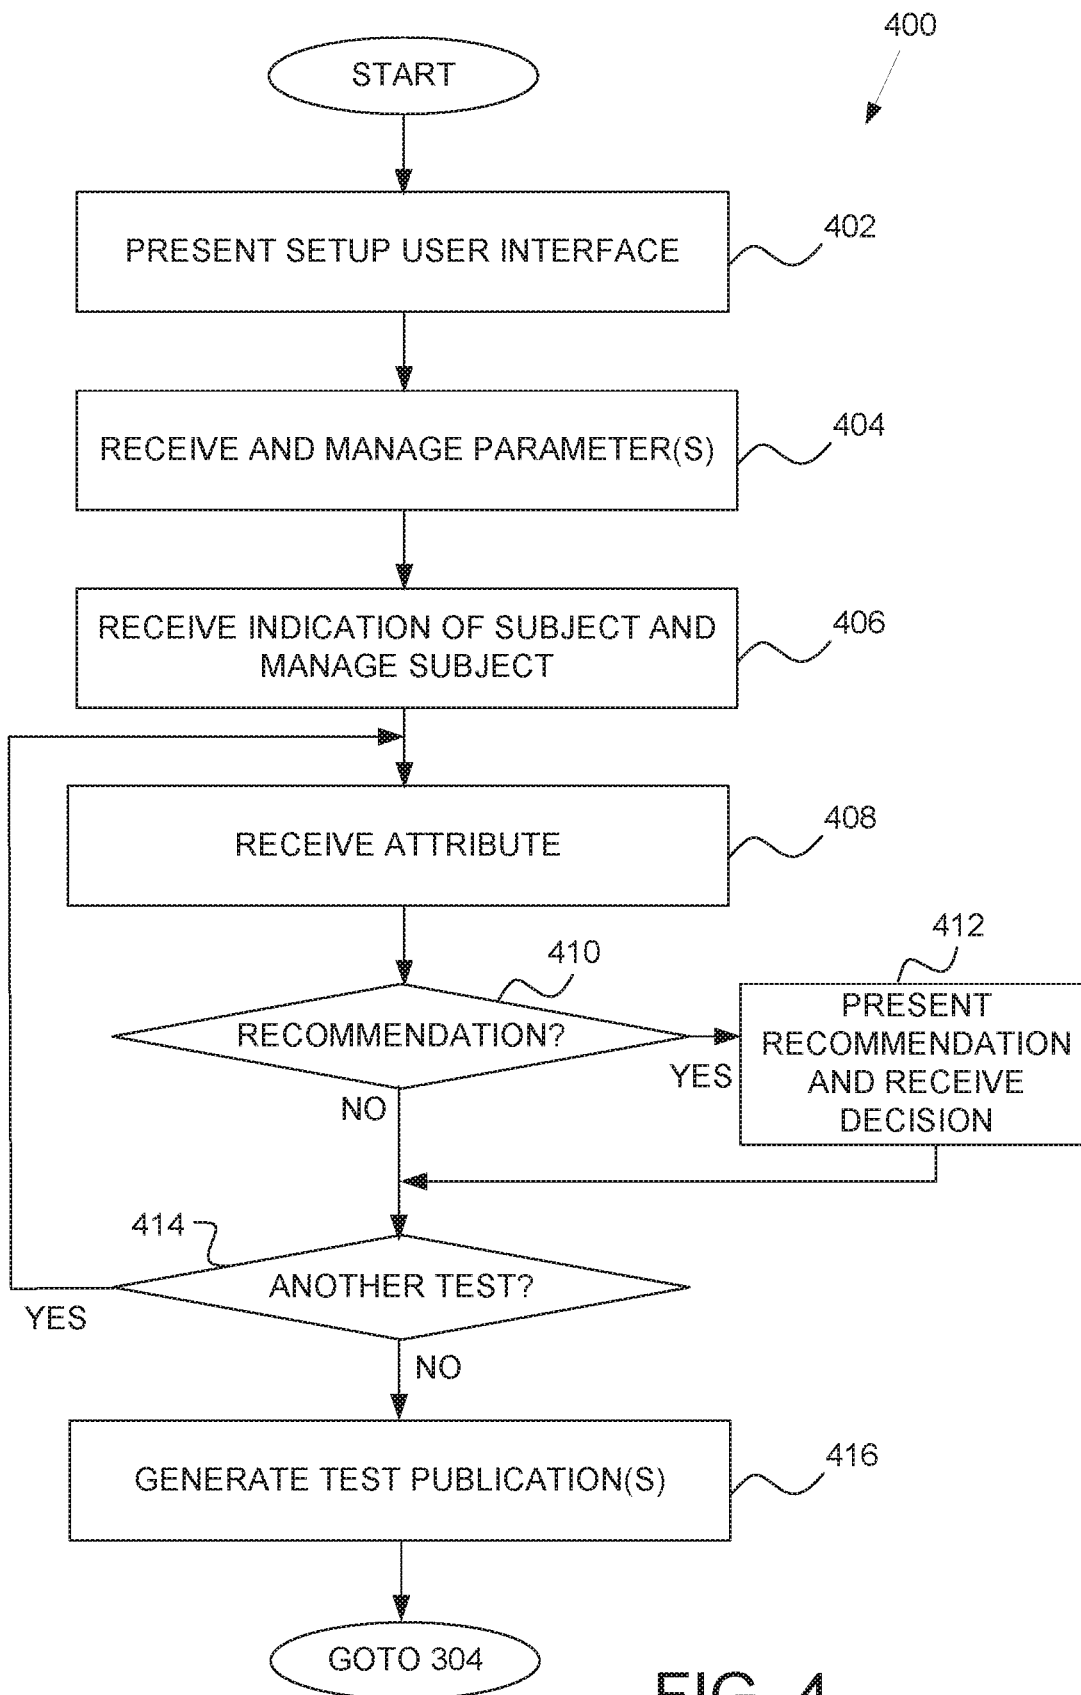 400
START
PRESENT SETUP USER INTERFACE
402
RECEIVE AND MANAGE PARAMETER(S)
404
RECEIVE INDICATION OF SUBJECT AND
MANAGE SUBJECT
406
RECEIVE ATTRIBUTE
408
410
RECOMMENDATION?
YES
NO
412
PRESENT
RECOMMENDATION
AND RECEIVE
DECISION
414
ANOTHER TEST?
YES
NO
GENERATE TEST PUBLICATION(S)
416
GOTO 304
FIG. 4